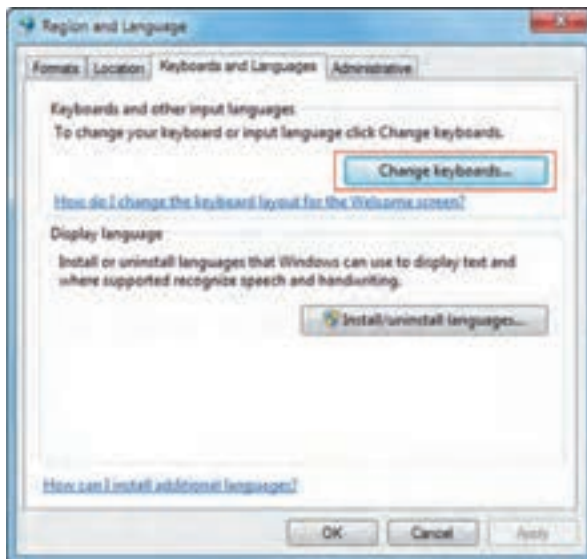 Region and Language
Formats Location Keyboards and Languages Administrative
Keyboards and other input languages
To change your keyboard or input language click Change keyboards.
Change keyboards...
How do I change the keyboard layout for the Welcome screen?
Display language
Install or uninstall languages that Windows can use to display text and
where supported recognize speech and handwriting.
Install/uninstall languages...
How can I install additional languages?
OK Cancel Apply